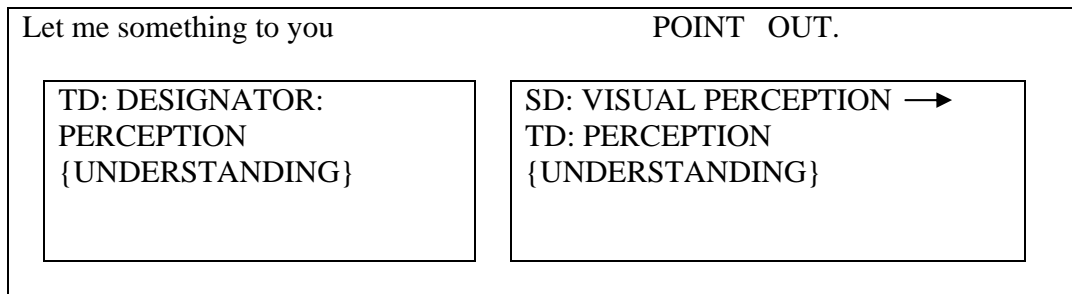 Let me something to you POINT OUT.
TD: DESIGNATOR:
PERCEPTION
{UNDERSTANDING}
SD: VISUAL PERCEPTION →
TD: PERCEPTION
{UNDERSTANDING}